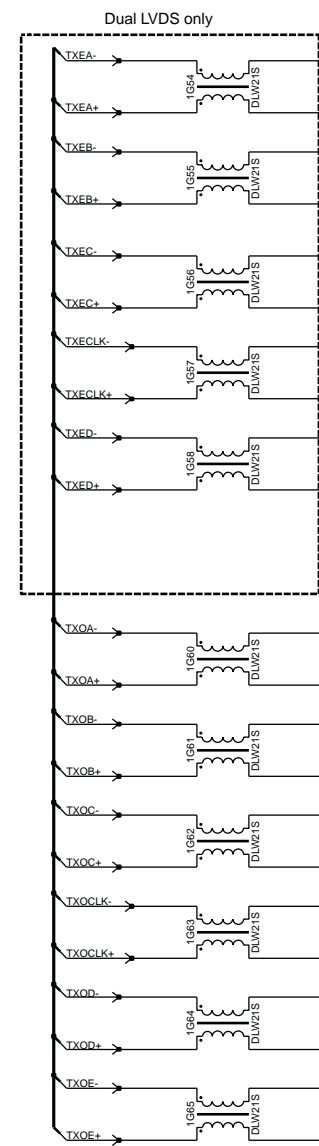 Dual LVDS only
TXEA-
1G54
DLW21S
TXEA+
TXEB-
1G55
DLW21S
TXEB+
TXEC-
1G56
DLW21S
TXEC+
TXECLK-
1G57
DLW21S
TXECLK+
TXED-
1G58
DLW21S
TXED+
TXOA-
1G60
DLW21S
TXOA+
TXOB-
1G61
DLW21S
TXOB+
TXOC-
1G62
DLW21S
TXOC+
TXOCLK-
1G63
DLW21S
TXOCLK+
TXOD-
1G64
DLW21S
TXOD+
TXOE-
1G65
DLW21S
TXOE+